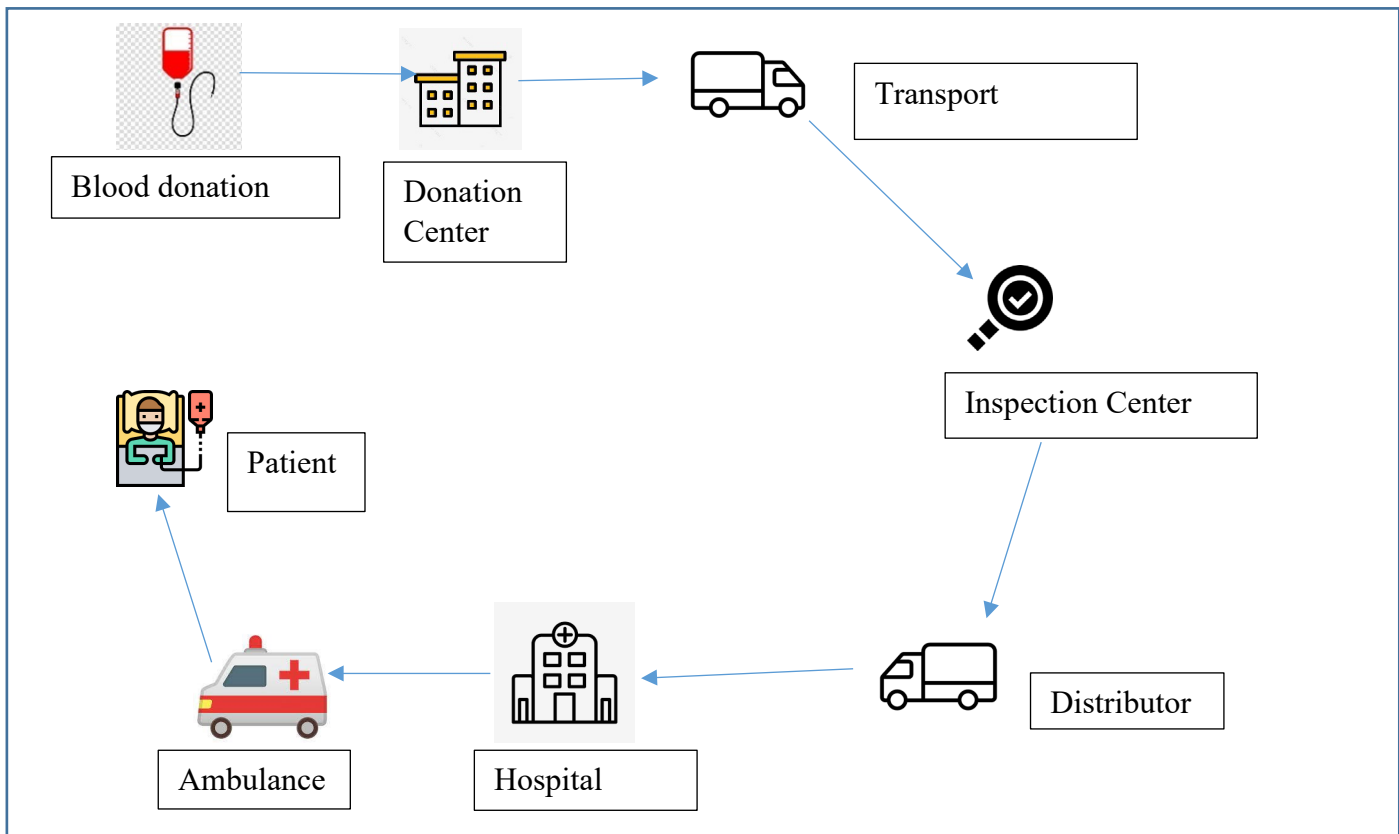 Blood donation
Donation
Center
Transport
Inspection Center
Patient
Distributor
Hospital
Ambulance